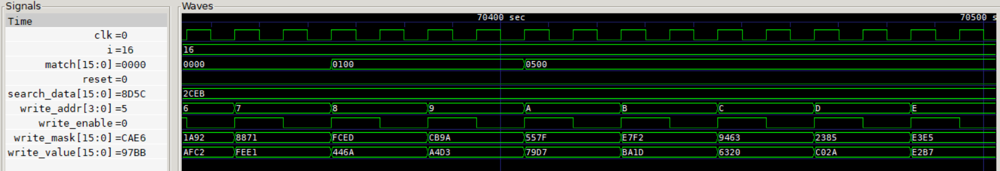 Signals
Waves
Time
70400 sec
70500 s
clk=0
i=16
16
match[15:0]=0000
0000
0100
0500
reset=0
search_data[15:0]=8D5C
2CEB
write_addr[3:0]=5
6
7
8
9
A
B
C
D
E
write_enable=0
write_mask[15:0]=CAE6
1A92
8871
FCED
CB9A
557F
E7F2
9463
2385
E3E5
write_value[15:0]=97BB
AFC2
FEE1
446A
A4D3
79D7
BA1D
6320
C02A
E2B7